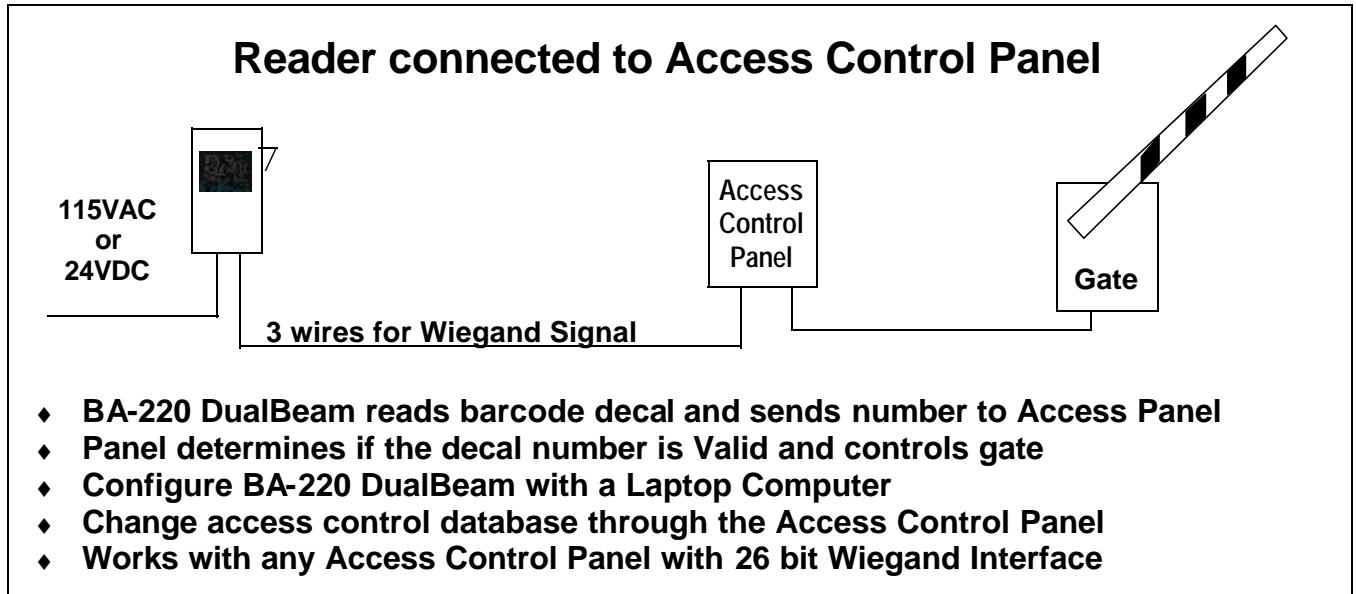 Reader connected to Access Control Panel
115VAC
or
24VDC
Access
Control
Panel
Gate
3 wires for Wiegand Signal
♦ BA-220 DualBeam reads barcode decal and sends number to Access Panel
♦ Panel determines if the decal number is Valid and controls gate
♦ Configure BA-220 DualBeam with a Laptop Computer
♦ Change access control database through the Access Control Panel
♦ Works with any Access Control Panel with 26 bit Wiegand Interface